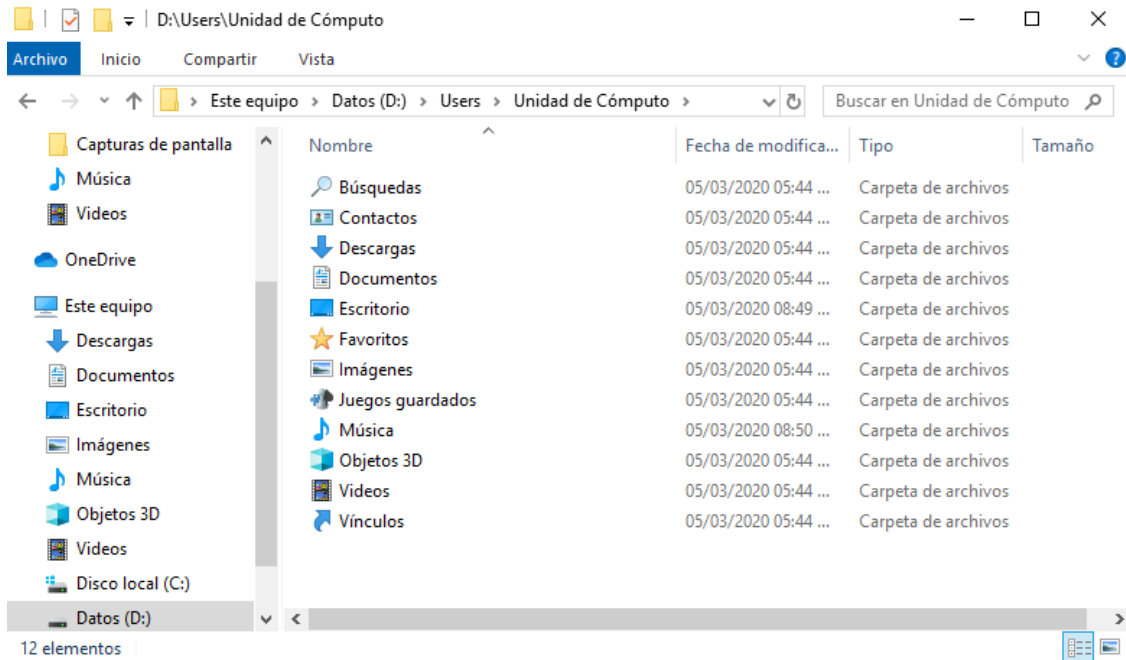 D:\Users\Unidad de Cómputo
Archivo Inicio Compartir Vista
Este equipo > Datos (D:) > Users > Unidad de Cómputo > Buscar en Unidad de Cómputo
Capturas de pantalla
Música
Videos
OneDrive
Este equipo
Descargas
Documentos
Escritorio
Imágenes
Música
Objetos 3D
Videos
Disco local (C:)
Datos (D:)
Nombre Fecha de modifica... Tipo Tamaño
Búsquedas 05/03/2020 05:44 ... Carpeta de archivos
Contactos 05/03/2020 05:44 ... Carpeta de archivos
Descargas 05/03/2020 05:44 ... Carpeta de archivos
Documentos 05/03/2020 05:44 ... Carpeta de archivos
Escritorio 05/03/2020 08:49 ... Carpeta de archivos
Favoritos 05/03/2020 05:44 ... Carpeta de archivos
Imágenes 05/03/2020 05:44 ... Carpeta de archivos
Juegos guardados 05/03/2020 05:44 ... Carpeta de archivos
Música 05/03/2020 08:50 ... Carpeta de archivos
Objetos 3D 05/03/2020 05:44 ... Carpeta de archivos
Videos 05/03/2020 05:44 ... Carpeta de archivos
Vínculos 05/03/2020 05:44 ... Carpeta de archivos
12 elementos